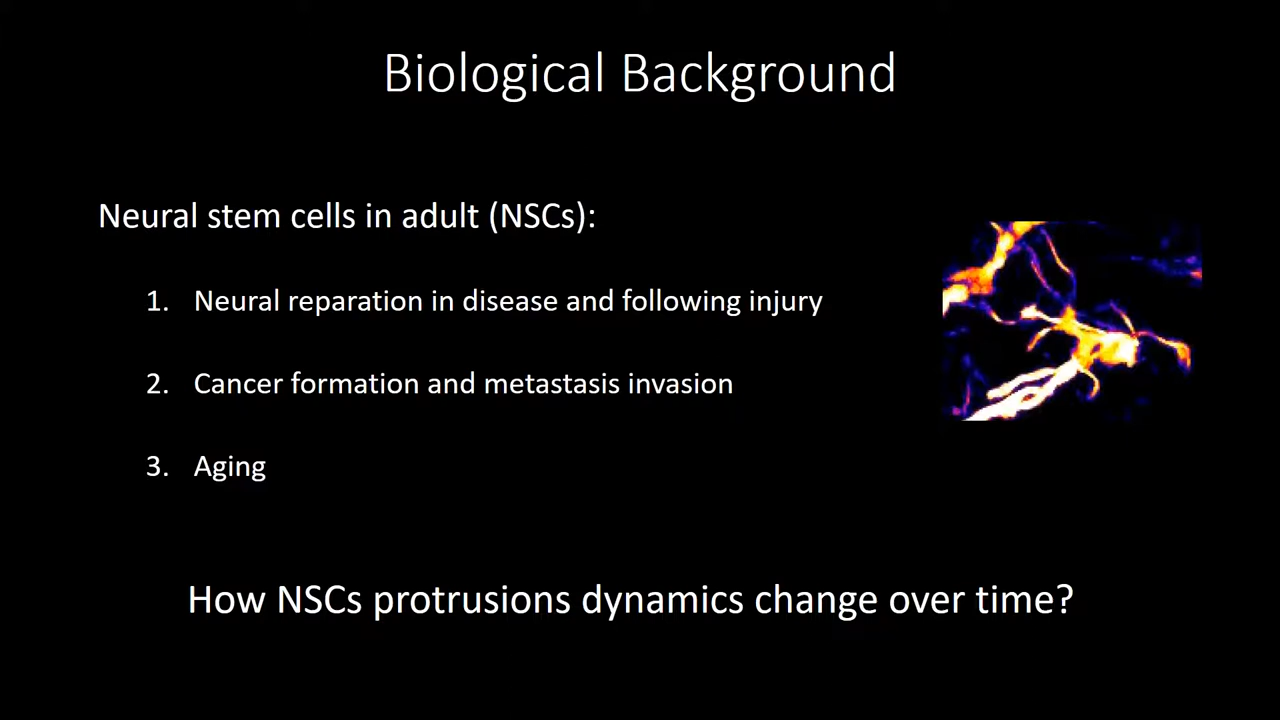 Biological Background
Neural stem cells in adult (NSCs):
1. Neural reparation in disease and following injury
2. Cancer formation and metastasis invasion
3. Aging
How NSCs protrusions dynamics change over time?